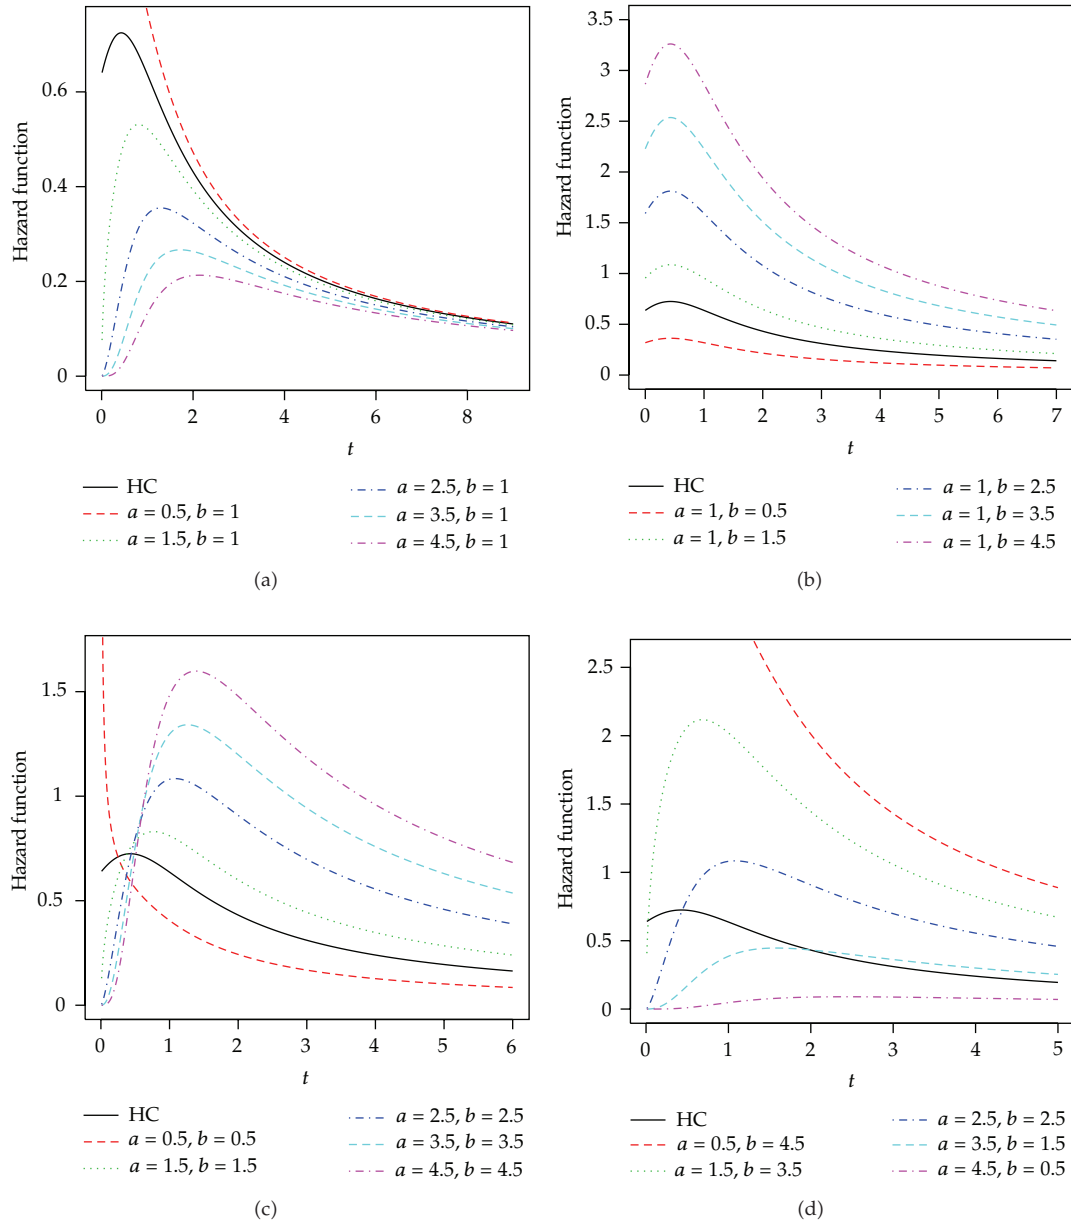 Hazard function
0.6
0.4
0.2
0
0 2 4 6 8
t
HC
a = 0.5, b = 1
a = 1.5, b = 1
a = 2.5, b = 1
a = 3.5, b = 1
a = 4.5, b = 1
(a)
Hazard function
3.5
3
2.5
2
1.5
1
0.5
0
0 1 2 3 4 5 6 7
t
HC
a = 1, b = 0.5
a = 1, b = 1.5
a = 1, b = 2.5
a = 1, b = 3.5
a = 1, b = 4.5
(b)
Hazard function
1.5
1
0.5
0
0 1 2 3 4 5 6
t
HC
a = 0.5, b = 0.5
a = 1.5, b = 1.5
a = 2.5, b = 2.5
a = 3.5, b = 3.5
a = 4.5, b = 4.5
(c)
Hazard function
2.5
2
1.5
1
0.5
0
0 1 2 3 4 5
t
HC
a = 0.5, b = 4.5
a = 1.5, b = 3.5
a = 2.5, b = 2.5
a = 3.5, b = 1.5
a = 4.5, b = 0.5
(d)